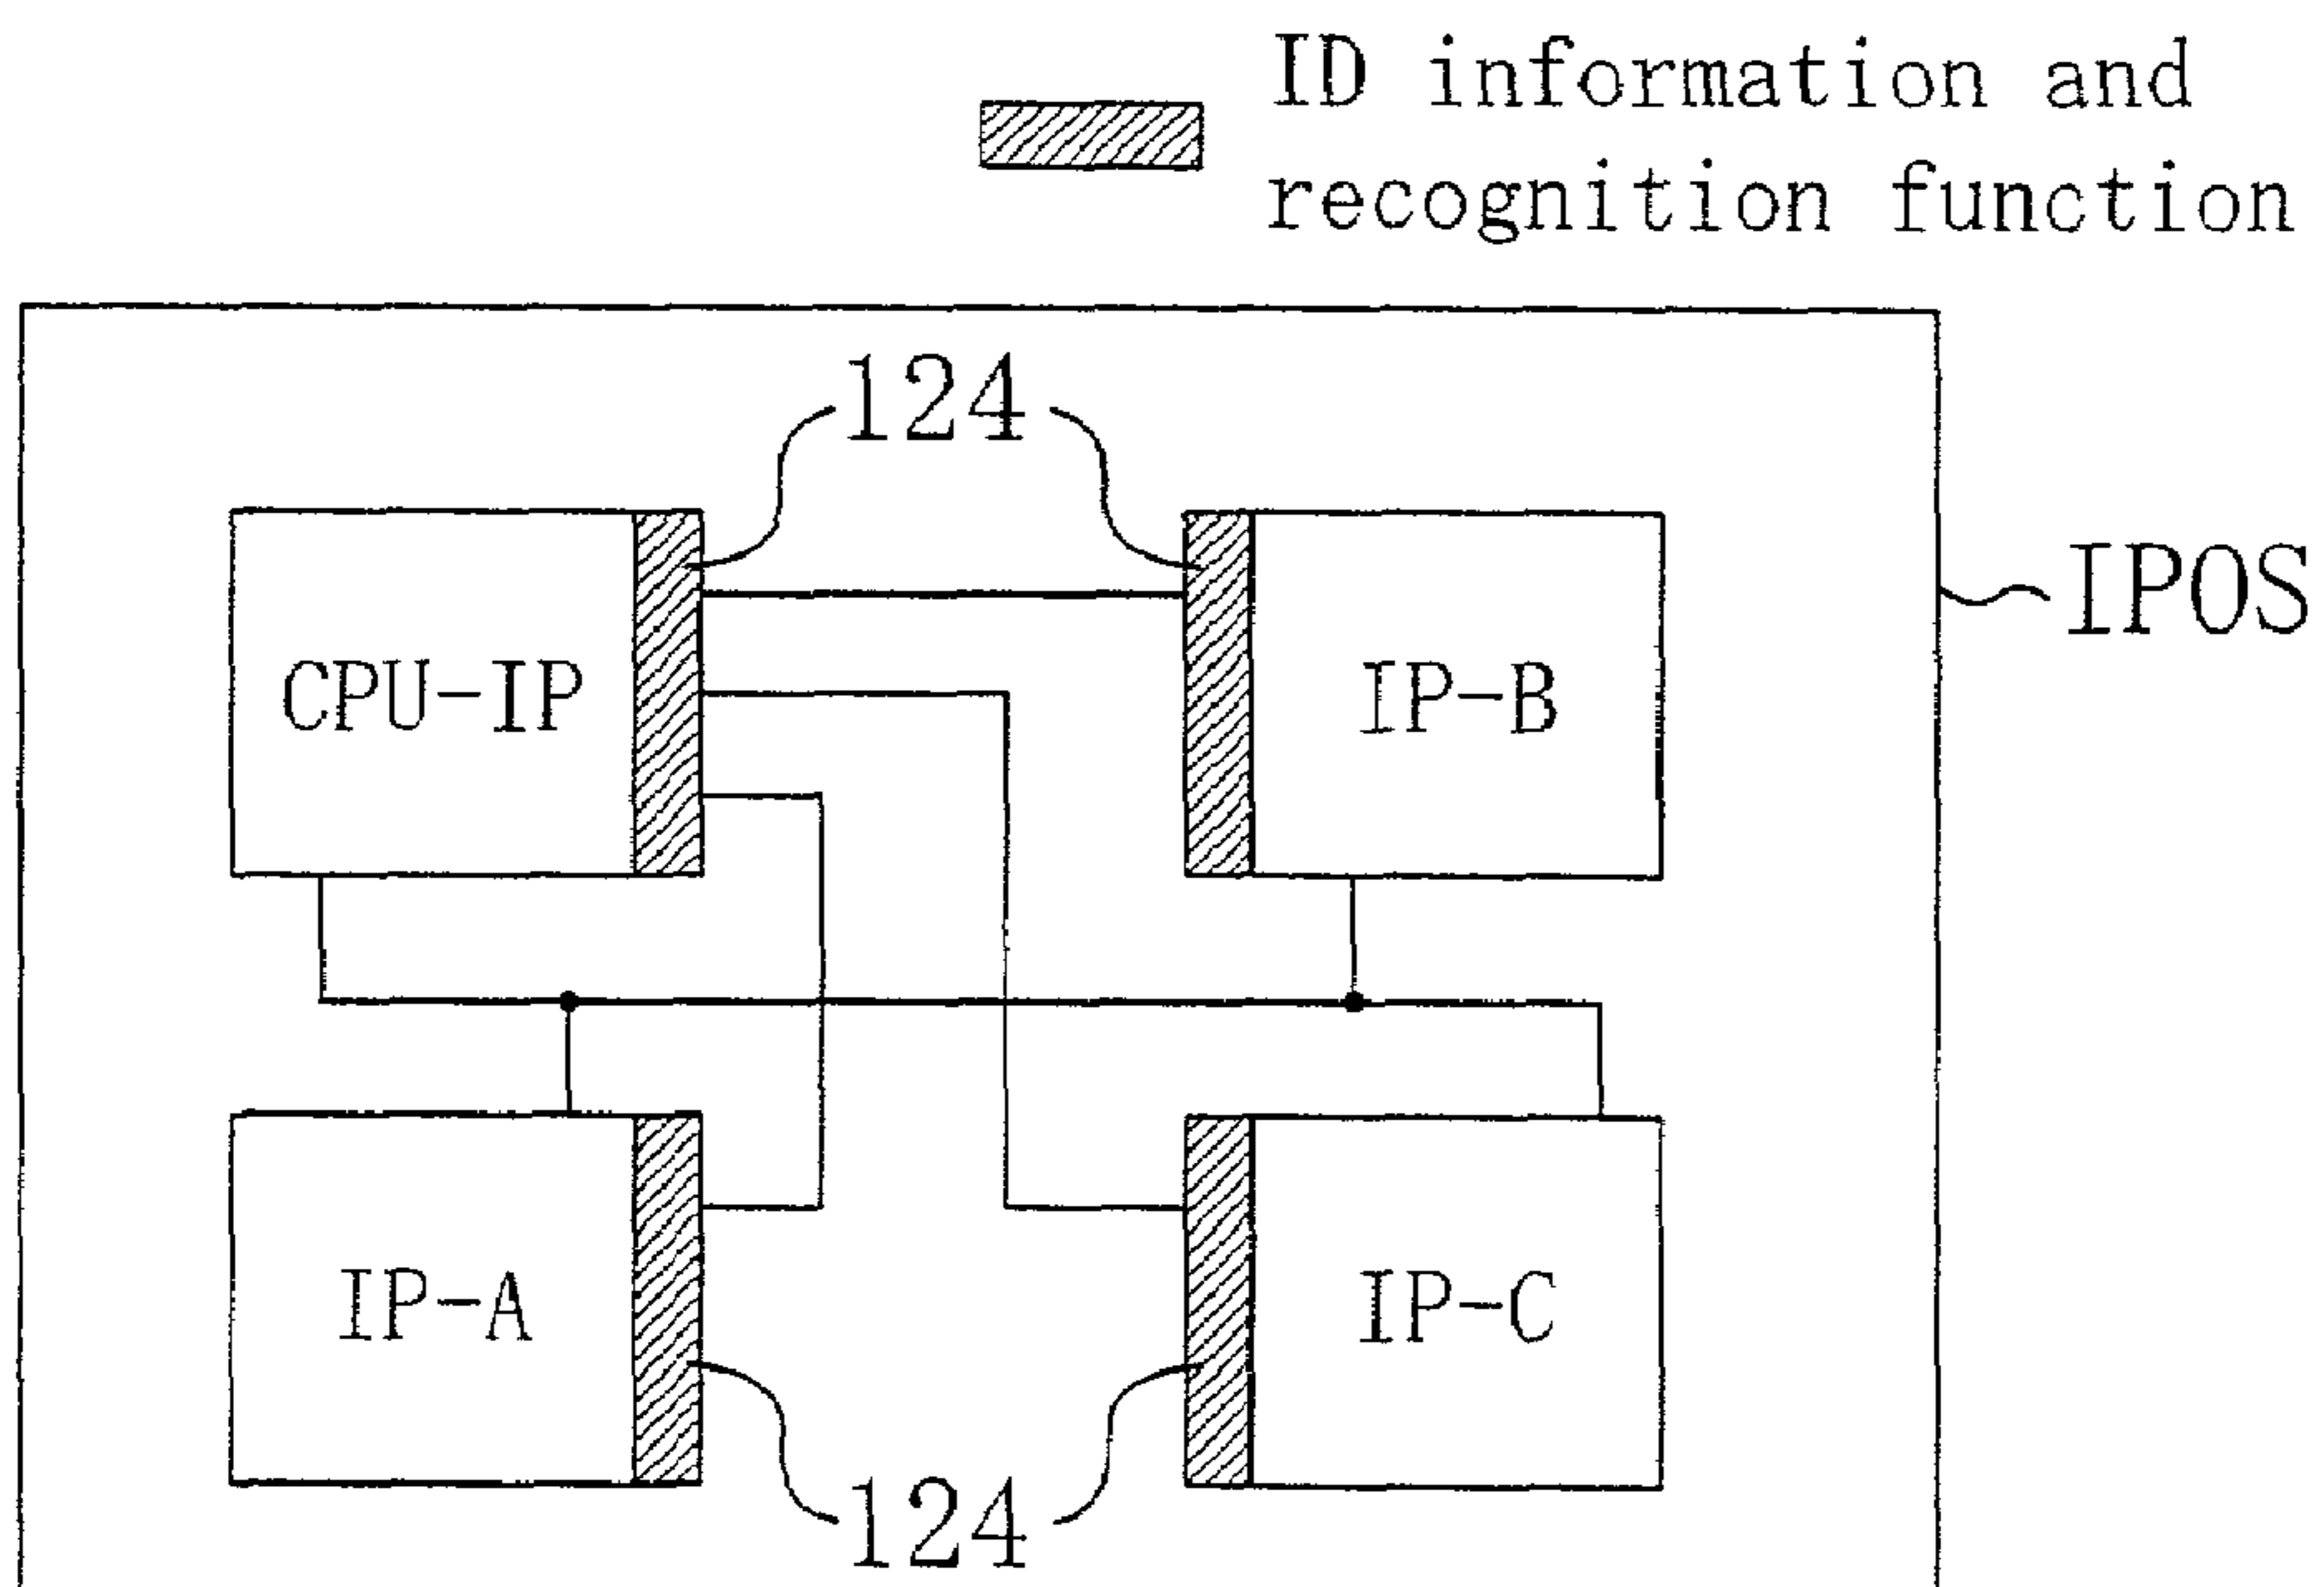 ID information and
recognition function
124
IPOS
CPU-IP
IP-B
IP-A
IP-C
124